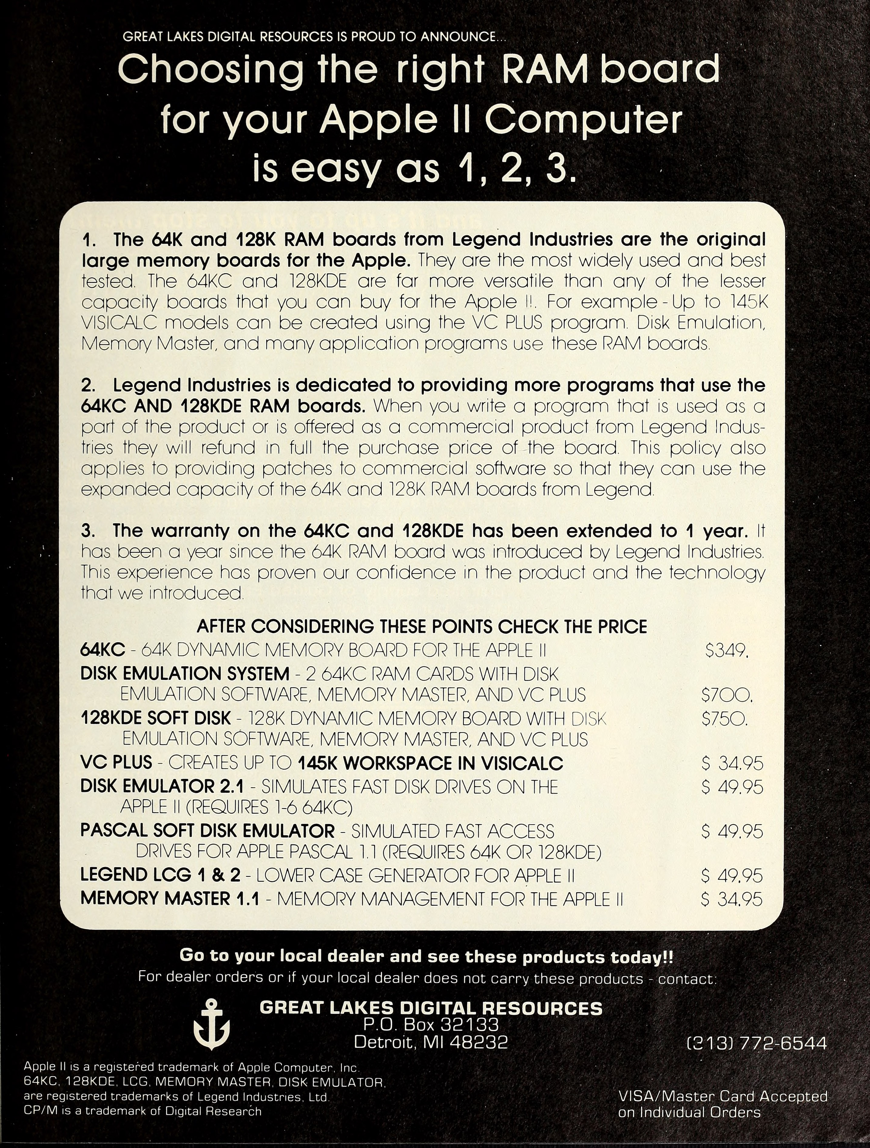 GREAT LAKES DIGITAL RESOURCES IS PROUD TO ANNOUNCE...
Choosing the right RAM board
for your Apple II Computer
is easy as 1, 2, 3.
1. The 64K and 128K RAM boards from Legend Industries are the original
large memory boards for the Apple. They are the most widely used and best
tested. The 64KC and 128KDE are far more versatile than any of the lesser
capacity boards that you can buy for the Apple II. For example - Up to 145K
VISICALC models can be created using the VC PLUS program. Disk Emulation,
Memory Master, and many application programs use these RAM boards.
2. Legend Industries is dedicated to providing more programs that use the
64KC AND 128KDE RAM boards. When you write a program that is used as a
part of the product or is offered as a commercial product from Legend Indus-
tries they will refund in full the purchase price of the board. This policy also
applies to providing patches to commercial software so that they can use the
expanded capacity of the 64K and 128K RAM boards from Legend.
3. The warranty on the 64KC and 128KDE has been extended to 1 year. It
has been a year since the 64K RAM board was introduced by Legend Industries.
This experience has proven our confidence in the product and the technology
that we introduced.
AFTER CONSIDERING THESE POINTS CHECK THE PRICE
64KC - 64K DYNAMIC MEMORY BOARD FOR THE APPLE II $349.
DISK EMULATION SYSTEM - 2 64KC RAM CARDS WITH DISK
EMULATION SOFTWARE, MEMORY MASTER, AND VC PLUS $700.
128KDE SOFT DISK - 128K DYNAMIC MEMORY BOARD WITH DISK $750.
EMULATION SOFTWARE, MEMORY MASTER, AND VC PLUS
VC PLUS - CREATES UP TO 145K WORKSPACE IN VISICALC $ 34.95
DISK EMULATOR 2.1 - SIMULATES FAST DISK DRIVES ON THE $ 49.95
APPLE II (REQUIRES 1-6 64KC)
PASCAL SOFT DISK EMULATOR - SIMULATED FAST ACCESS $ 49.95
DRIVES FOR APPLE PASCAL 1.1 (REQUIRES 64K OR 128KDE)
LEGEND LCG 1 & 2 - LOWER CASE GENERATOR FOR APPLE II $ 49.95
MEMORY MASTER 1.1 - MEMORY MANAGEMENT FOR THE APPLE II $ 34.95
Go to your local dealer and see these products today!!
For dealer orders or if your local dealer does not carry these products - contact:
GREAT LAKES DIGITAL RESOURCES
P.O. Box 32133
Detroit, MI 48232 (313) 772-6544
Apple II is a registered trademark of Apple Computer, Inc.
64KC, 128KDE, LCG, MEMORY MASTER, DISK EMULATOR,
are registered trademarks of Legend Industries, Ltd.
CP/M is a trademark of Digital Research
VISA/Master Card Accepted
on Individual Orders